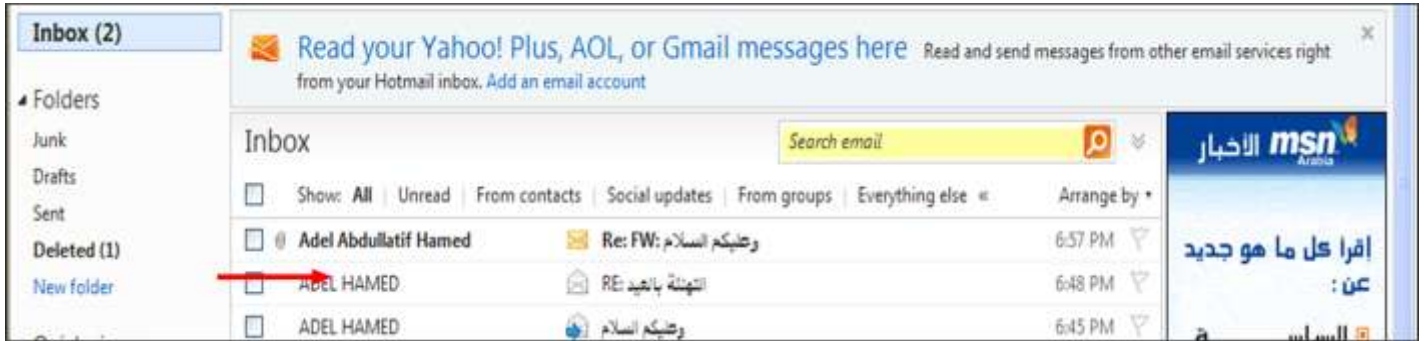 Inbox (2)
Folders
Junk
Drafts
Sent
Deleted (1)
New folder
Read your Yahoo! Plus, AOL, or Gmail messages here Read and send messages from other email services right
from your Hotmail inbox. Add an email account
Inbox
Search email
Show: All Unread From contacts Social updates From groups Everything else «
Arrange by
Adel Abdullatif Hamed Re: FW: وعليكم السلام 6:57 PM
ADEL HAMED RE: التهنئة بالعيد 6:48 PM
ADEL HAMED وعليكم السلام 6:45 PM
msn الأخبار
Arabia
إقرا كل ما هو جديد
عن :